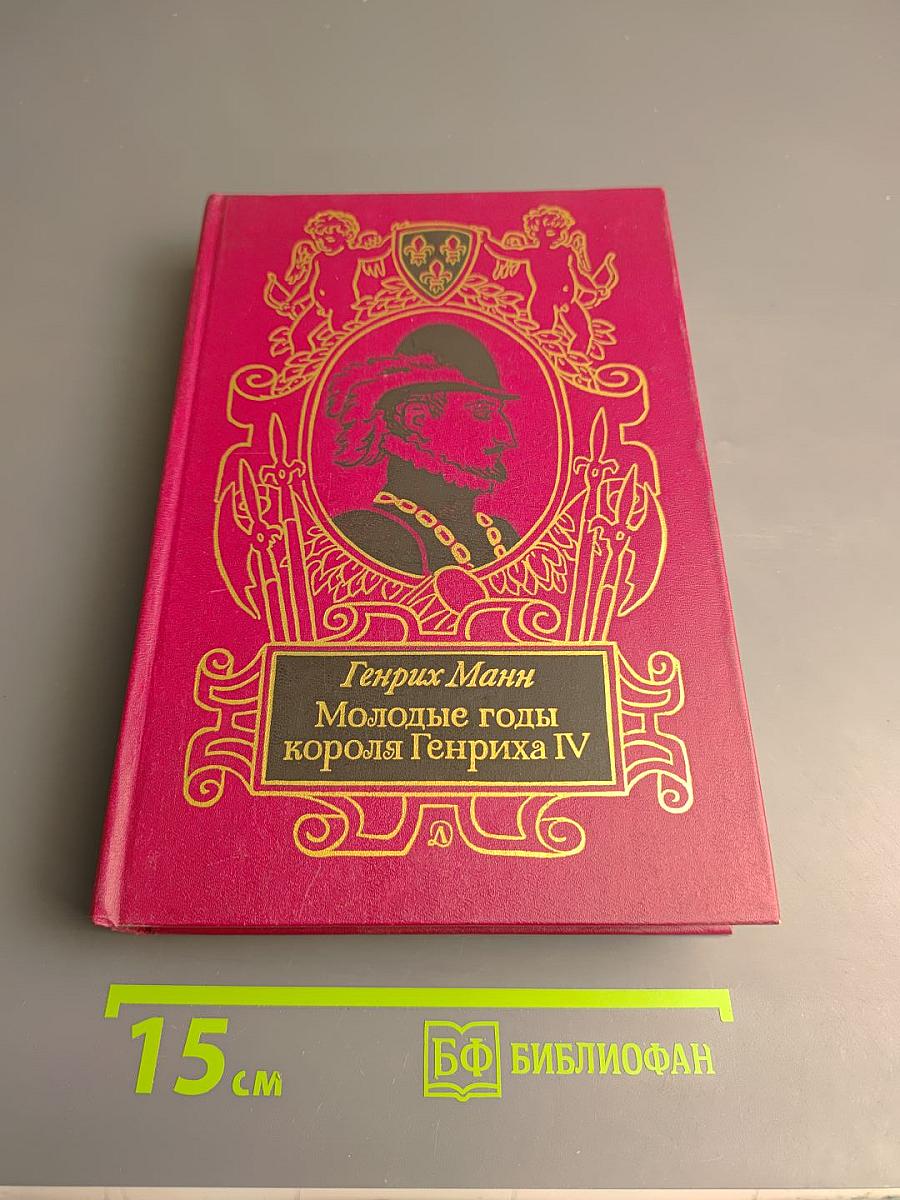 Генрих Манн
Молодые годы
короля Генриха IV
Д
15 см
БФ БИБЛИОФАН